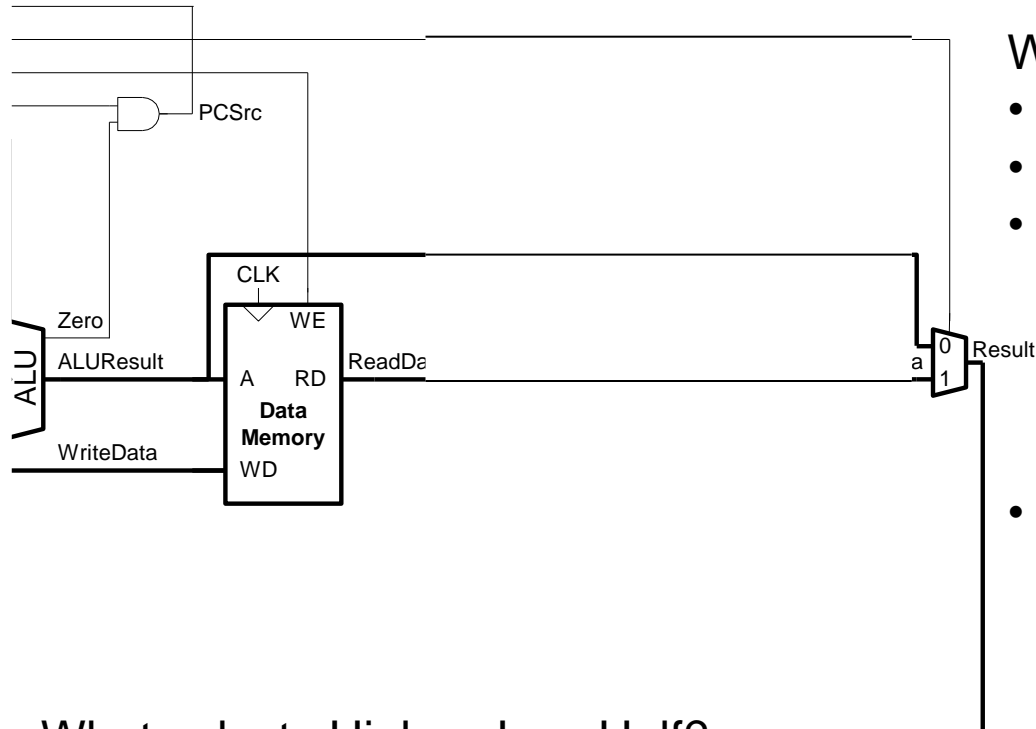 W
•
PCSrc
•
•
CLK
WE
Zero
ALU
ALUResult
ReadDa
a
0
Result
A
RD
1
Data
Memory
WriteData
WD
•